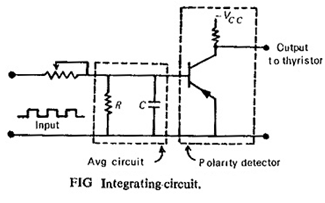 -VCC
Output
to thyristor
R
C
Input
Avg circuit
Polarity detector
FIG Integrating circuit.